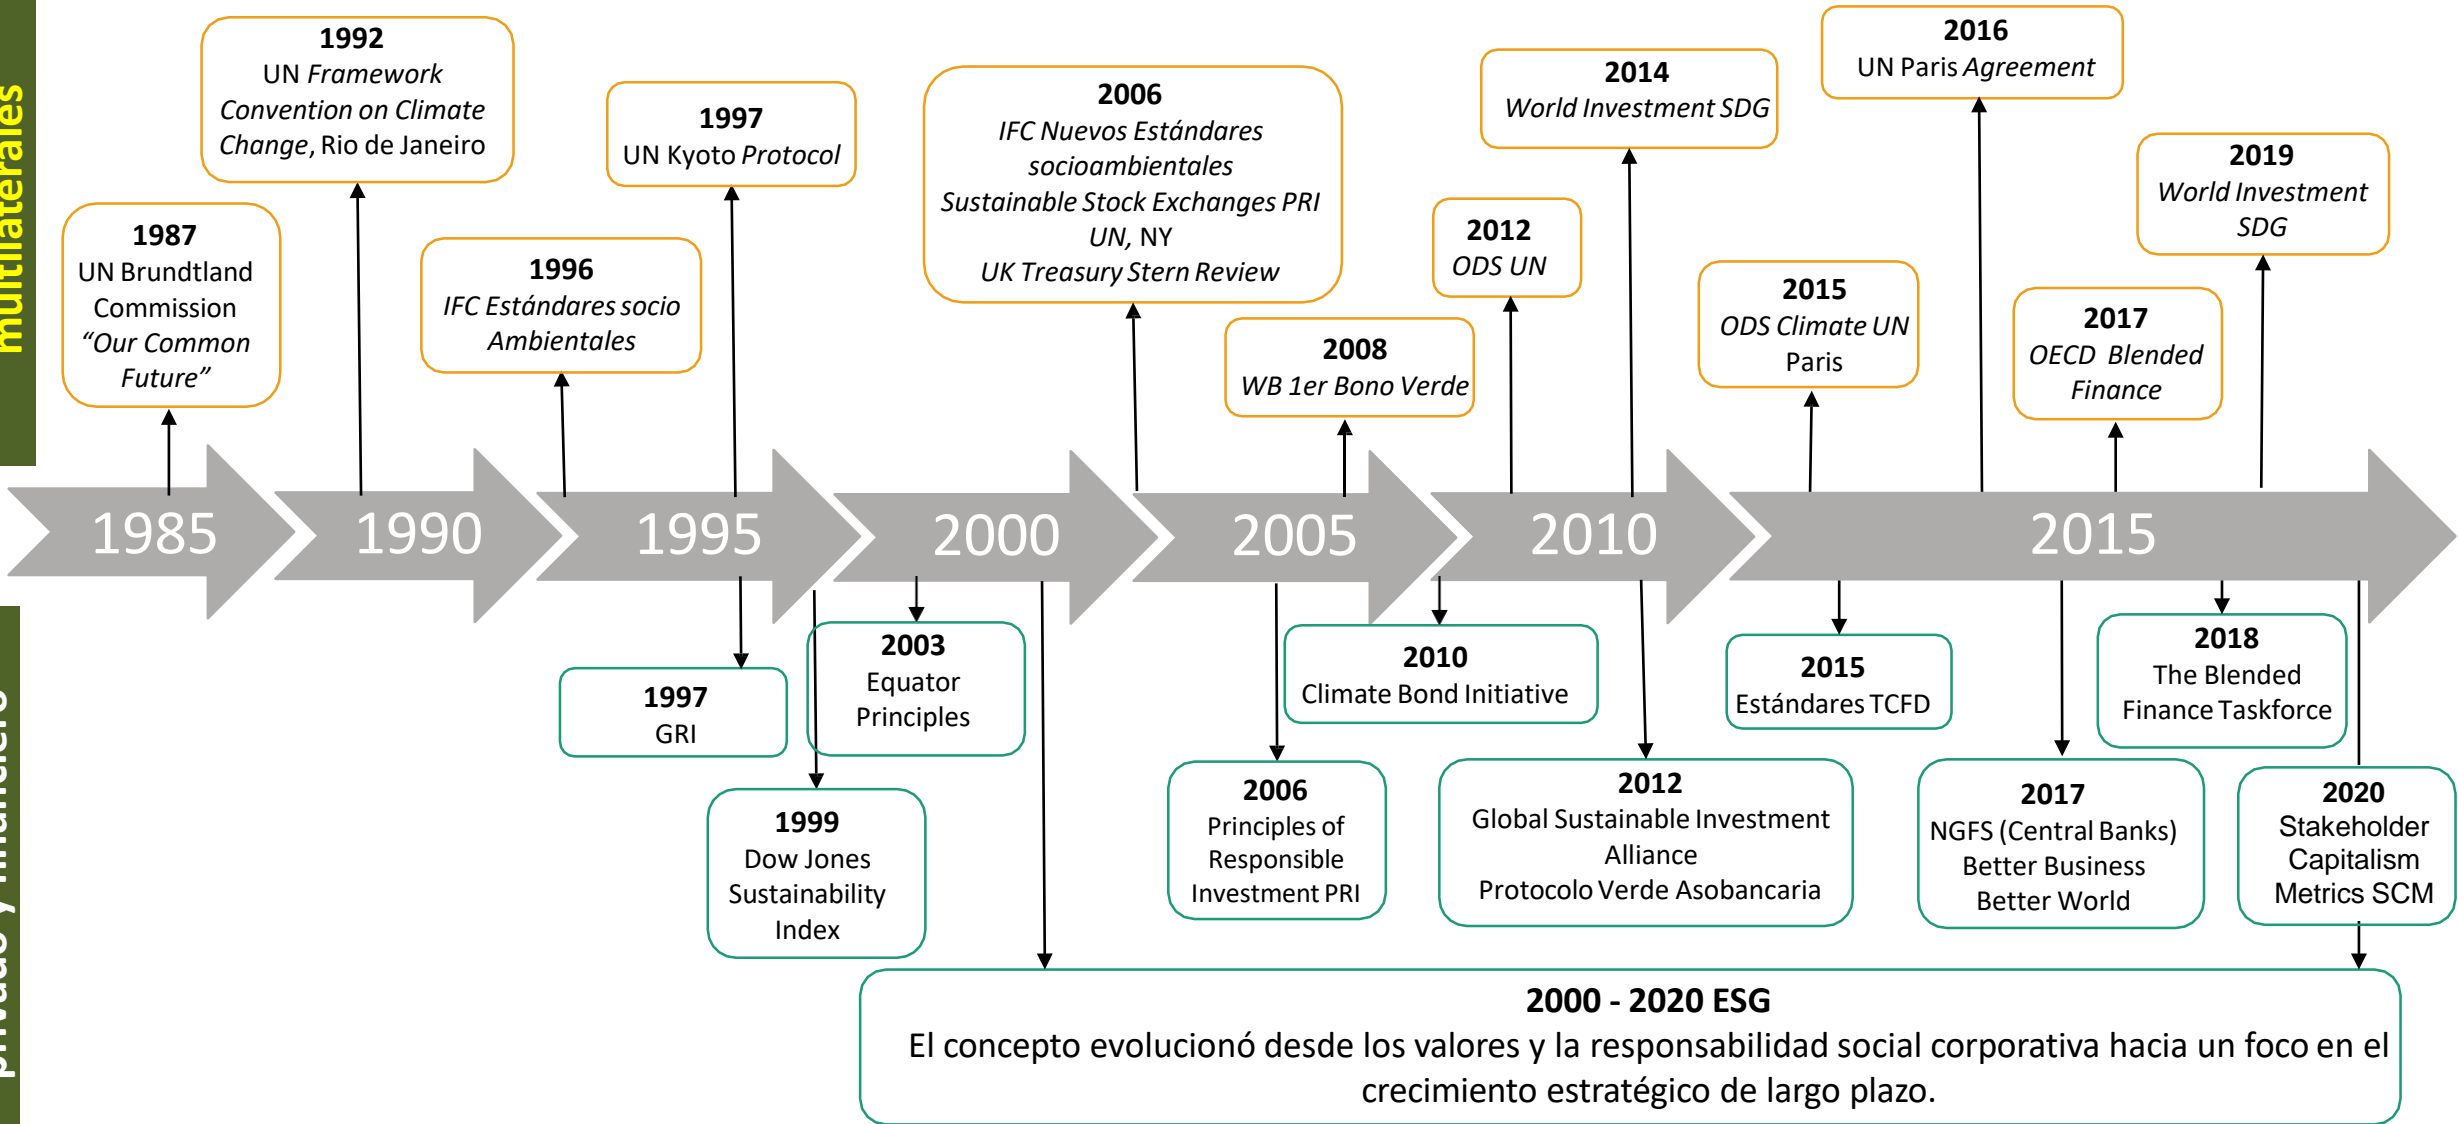 multilaterales
1987
UN Brundtland
Commission
“Our Common
Future”
1992
UN Framework
Convention on Climate
Change, Rio de Janeiro
1996
IFC Estándares socio
Ambientales
1997
UN Kyoto Protocol
2006
IFC Nuevos Estándares
socioambientales
Sustainable Stock Exchanges PRI
UN, NY
UK Treasury Stern Review
2008
WB 1er Bono Verde
2012
ODS UN
2014
World Investment SDG
2015
ODS Climate UN
Paris
2016
UN Paris Agreement
2017
OECD Blended
Finance
2019
World Investment
SDG
1985
1990
1995
2000
2005
2010
2015
privado y financiero
1997
GRI
1999
Dow Jones
Sustainability
Index
2003
Equator
Principles
2006
Principles of
Responsible
Investment PRI
2010
Climate Bond Initiative
2012
Global Sustainable Investment
Alliance
Protocolo Verde Asobancaria
2015
Estándares TCFD
2017
NGFS (Central Banks)
Better Business
Better World
2018
The Blended
Finance Taskforce
2020
Stakeholder
Capitalism
Metrics SCM
2000 - 2020 ESG
El concepto evolucionó desde los valores y la responsabilidad social corporativa hacia un foco en el
crecimiento estratégico de largo plazo.